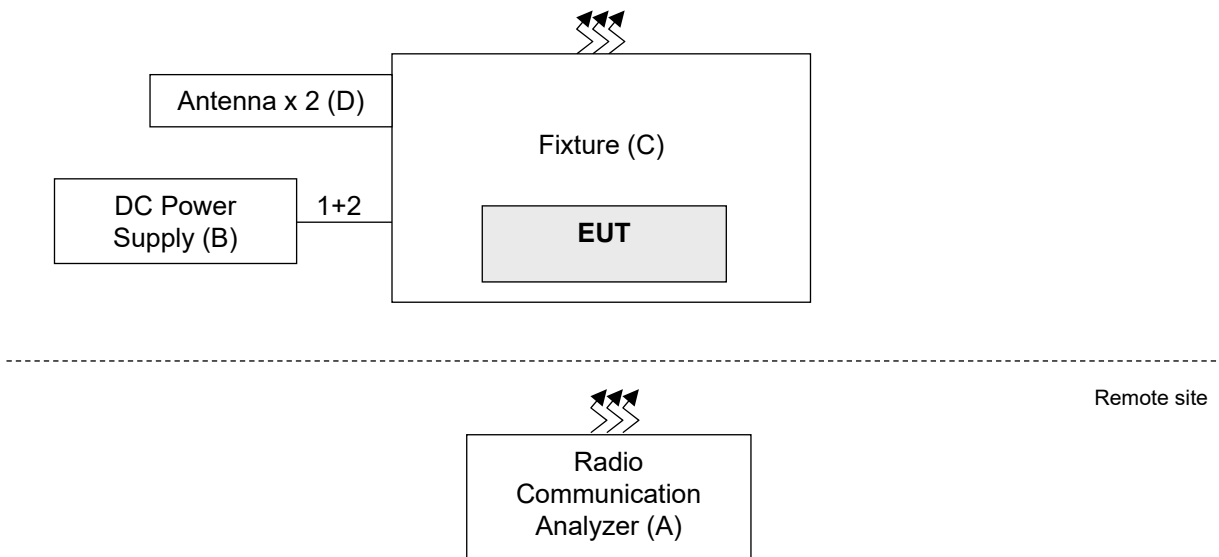 Antenna x 2 (D)
Fixture (C)
DC Power
Supply (B)
1+2
EUT
Remote site
Radio
Communication
Analyzer (A)